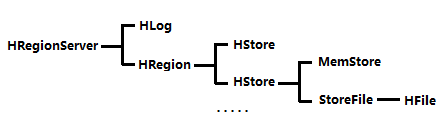 HLog
HRegionServer
HStore
HRegion
MemStore
HStore
StoreFile
HFile
.....